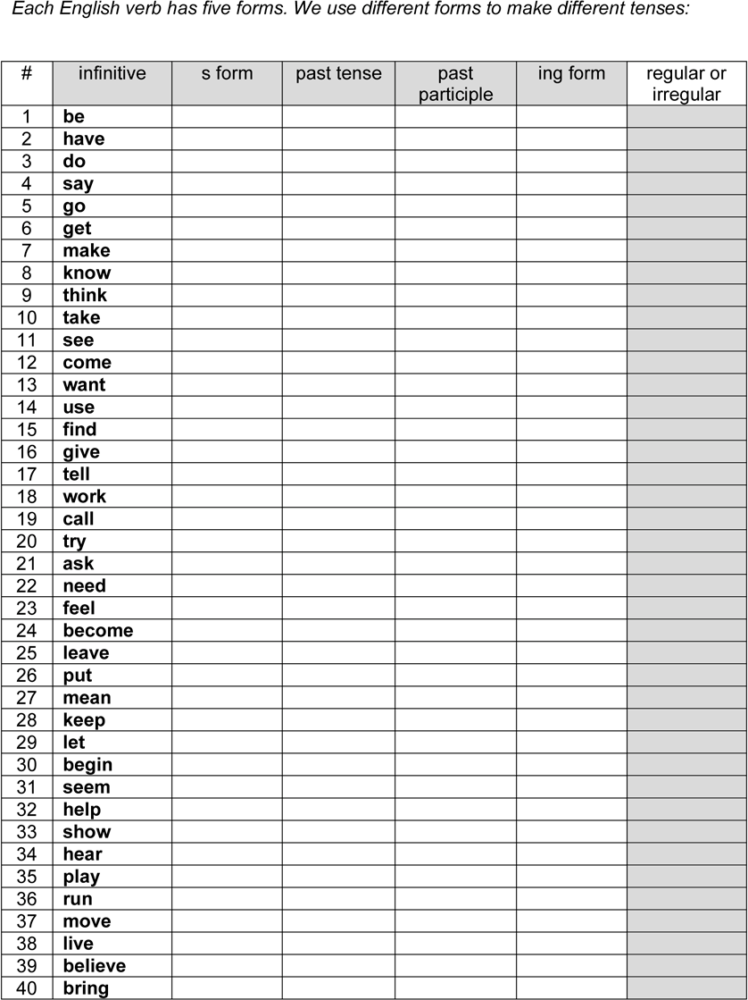 Each English verb has five forms. We use different forms to make different tenses:
# infinitive s form past tense past participle ing form regular or irregular
1 be
2 have
3 do
4 say
5 go
6 get
7 make
8 know
9 think
10 take
11 see
12 come
13 want
14 use
15 find
16 give
17 tell
18 work
19 call
20 try
21 ask
22 need
23 feel
24 become
25 leave
26 put
27 mean
28 keep
29 let
30 begin
31 seem
32 help
33 show
34 hear
35 play
36 run
37 move
38 live
39 believe
40 bring